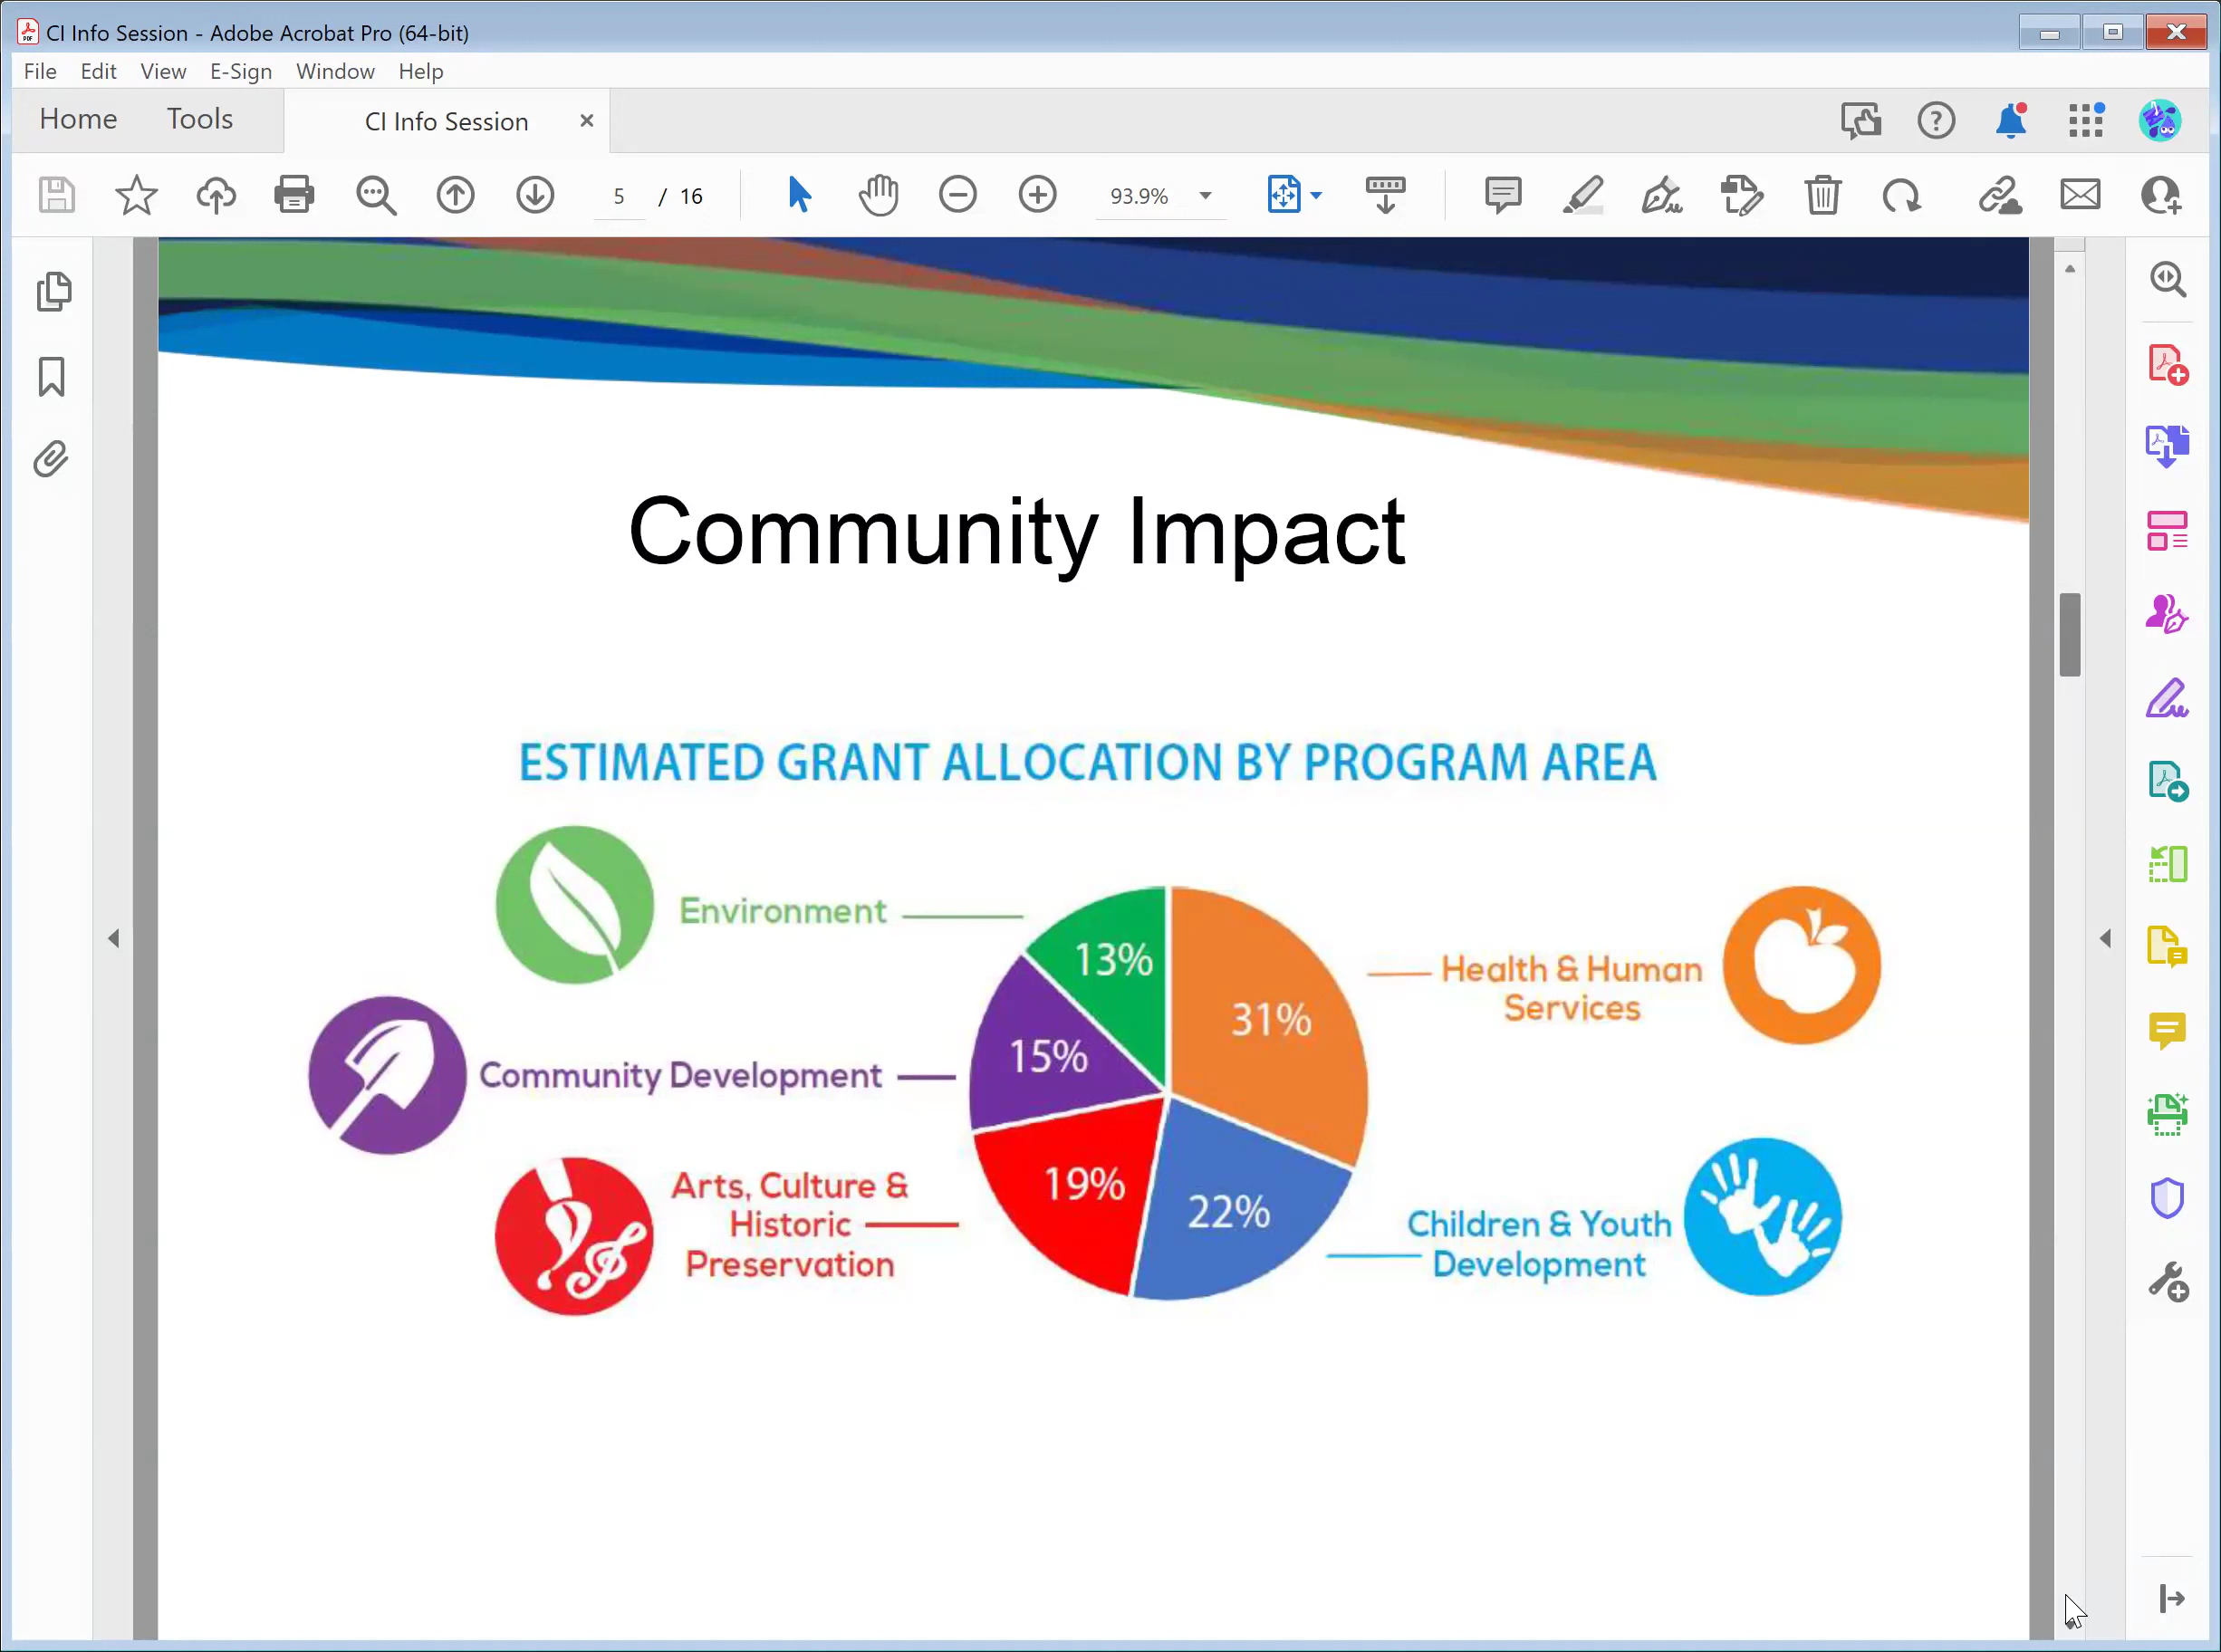 CI Info Session - Adobe Acrobat Pro (64-bit)
File Edit View E-Sign Window Help
Home Tools CI Info Session
5 / 16 93.9%
Community Impact
ESTIMATED GRANT ALLOCATION BY PROGRAM AREA
Environment
13%
Health & Human
Services
31%
Community Development
15%
Arts, Culture &
Historic
Preservation
19%
22%
Children & Youth
Development